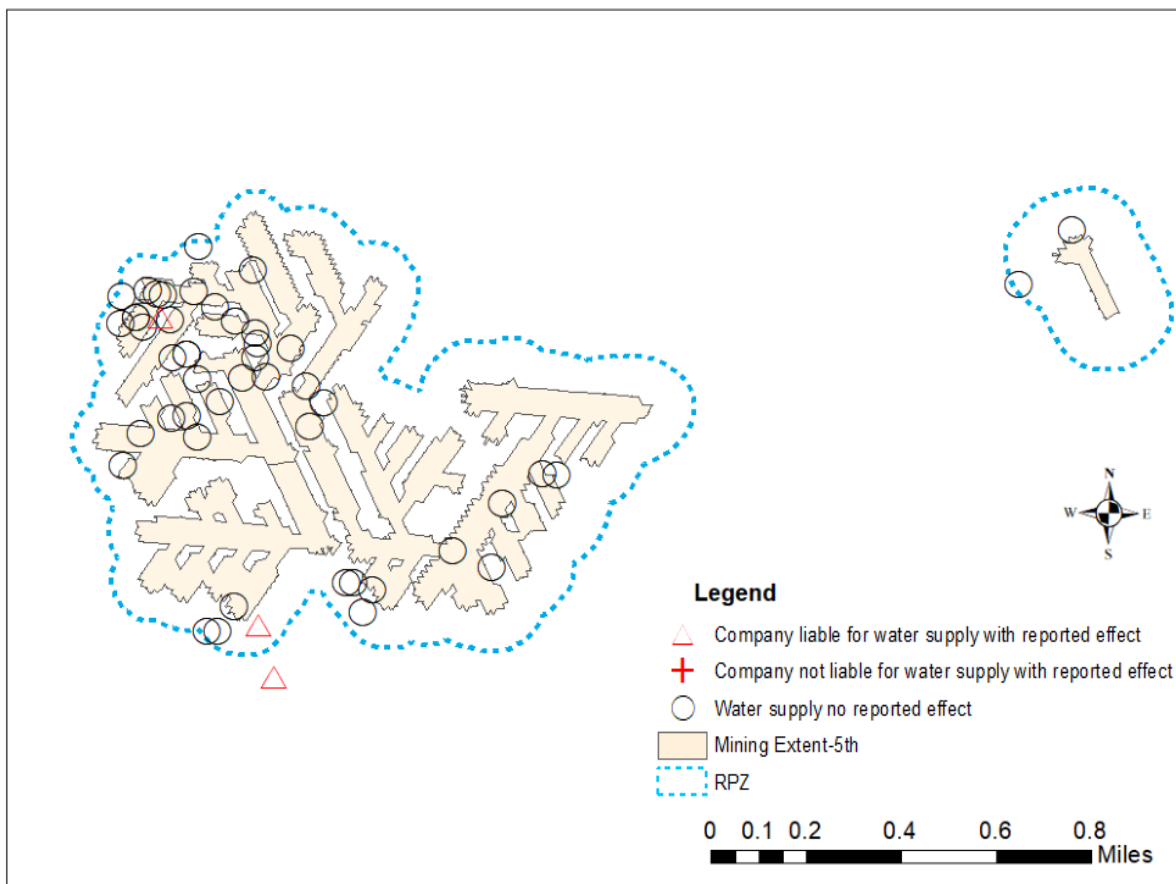 N
W E
S
Legend
Company liable for water supply with reported effect
Company not liable for water supply with reported effect
Water supply no reported effect
Mining Extent-5th
RPZ
0 0.1 0.2 0.4 0.6 0.8
Miles